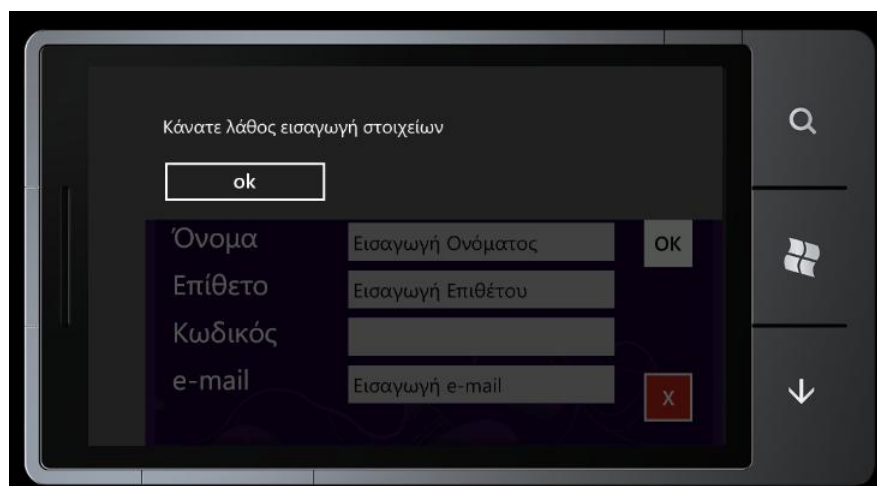 Κάνατε λάθος εισαγωγή στοιχείων
ok
Όνομα Εισαγωγή Ονόματος OK
Επίθετο Εισαγωγή Επιθέτου
Κωδικός
e-mail Εισαγωγή e-mail X